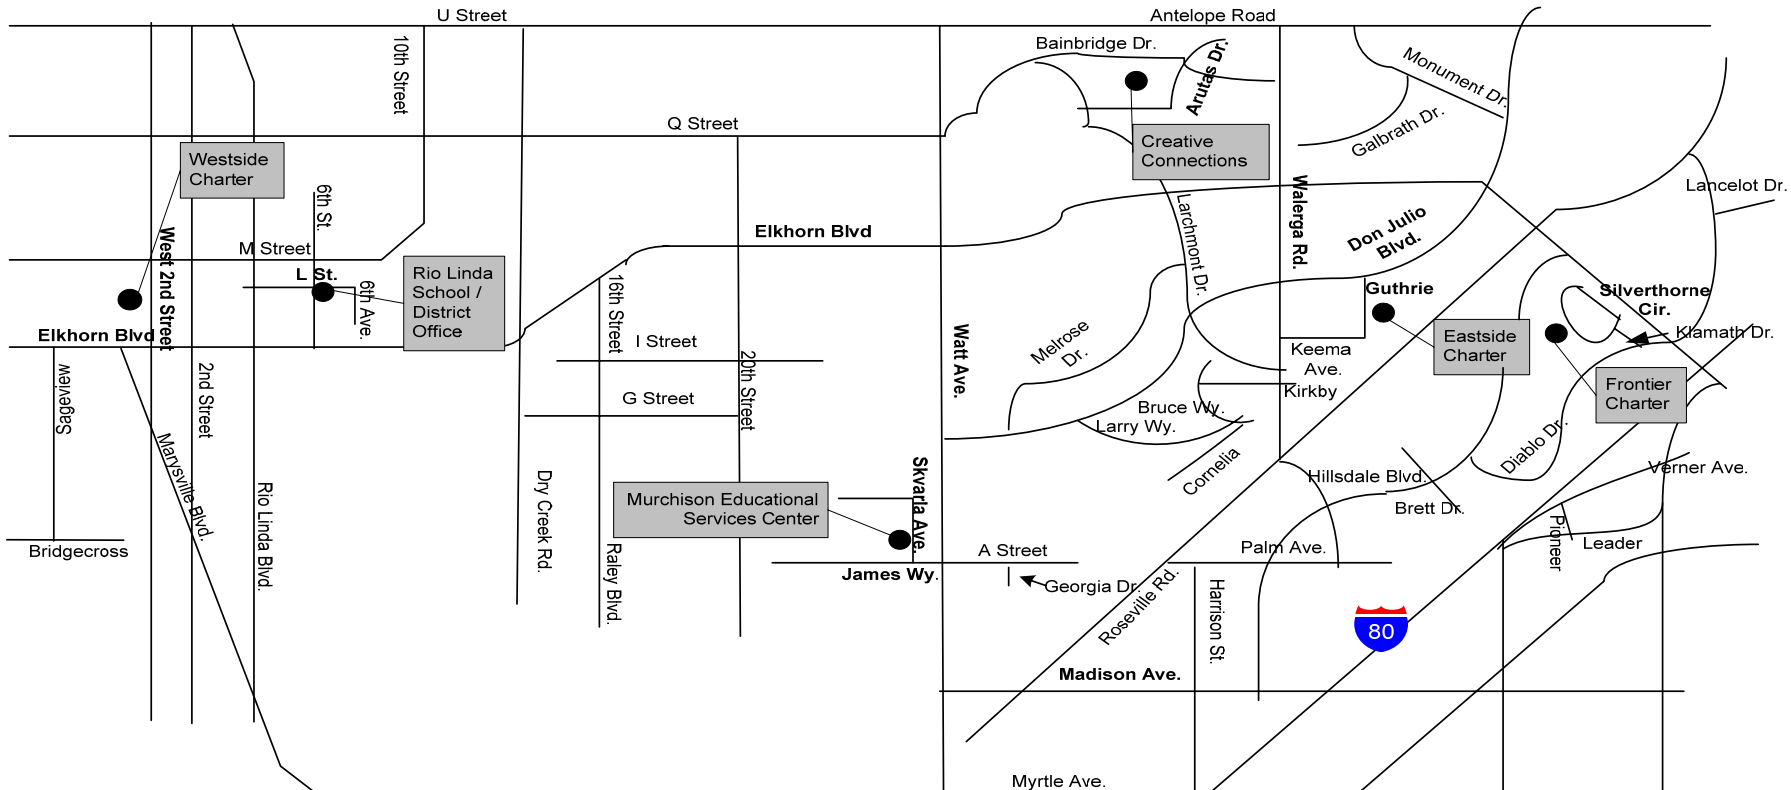 U Street
Antelope Road
10th Street
Bainbridge Dr.
Arutas Dr.
Monument Dr.
Galbrath Dr.
Q Street
Creative
Connections
Westside
Charter
6th St.
M Street
West 2nd Street
L St.
6th Ave.
Rio Linda
School /
District
Office
Elkhorn Blvd
Larchmont Dr.
Walerga Rd.
Don Julio
Blvd.
Lancelot Dr.
Guthrie
Silverthorne
Cir.
Klamath Dr.
Elkhorn Blvd
16th Street
I Street
20th Street
Watt Ave.
Melrose
Dr.
Keema
Ave.
Kirkby
Eastside
Charter
Frontier
Charter
Sageview
2nd Street
G Street
Bruce Wy.
Larry Wy.
Cornelia
Diablo Dr.
Marysville Blvd.
Rio Linda Blvd.
Dry Creek Rd.
Raley Blvd.
Murchison Educational
Services Center
Skvarla Ave.
Hillsdale Blvd.
Brett Dr.
Verner Ave.
Pioneer
Leader
Bridgecross
A Street
Palm Ave.
James Wy.
Georgia Dr.
Roseville Rd.
Harrison St.
80
Madison Ave.
Myrtle Ave.